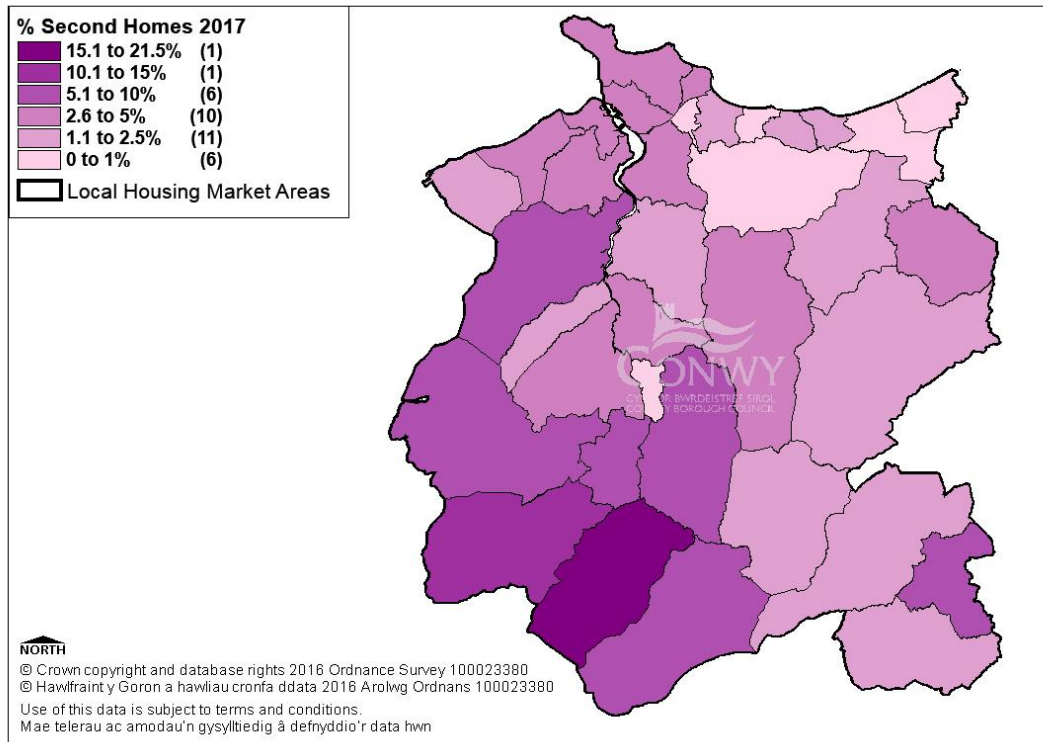 % Second Homes 2017
15.1 to 21.5% (1)
10.1 to 15% (1)
5.1 to 10% (6)
2.6 to 5% (10)
1.1 to 2.5% (11)
0 to 1% (6)
Local Housing Market Areas
CONWY
BWRDEISTREF SIROL
BOROUGH COUNCIL
NORTH
© Crown copyright and database rights 2016 Ordnance Survey 100023380
© Hawlfraint y Goron a hawliau cronfa ddata 2016 Arolwg Ordnans 100023380
Use of this data is subject to terms and conditions.
Mae telerau ac amodau'n gysylltiedig â defnyddio'r data hwn